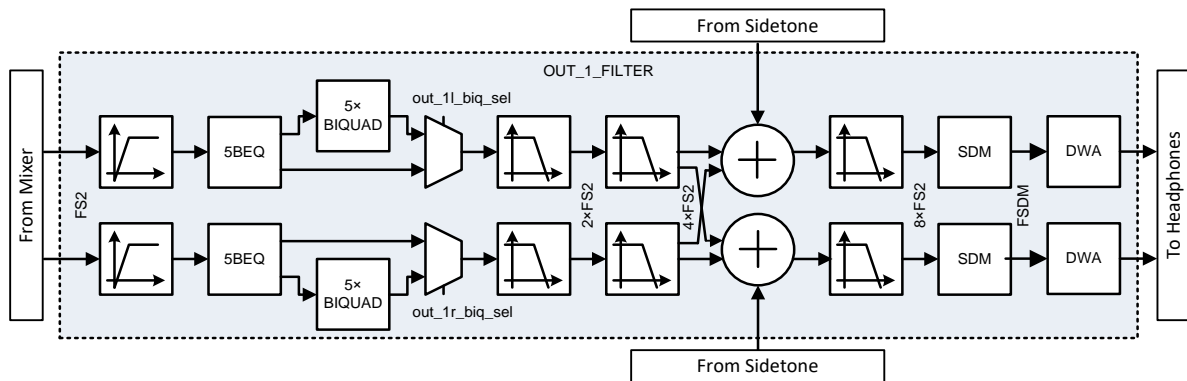 From Sidetone
OUT_1_FILTER
From Mixer
FS2
5BEQ
5×
BIQUAD
out_1l_biq_sel
2×FS2
4×FS2
8×FS2
SDM
FSDM
DWA
To Headphones
5BEQ
5×
BIQUAD
out_1r_biq_sel
SDM
DWA
From Sidetone